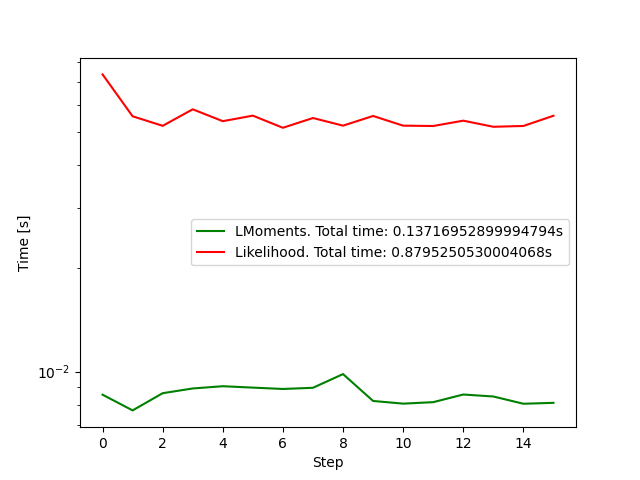 Time [s]
10⁻²
LMoments. Total time: 0.13716952899994794s
Likelihood. Total time: 0.8795250530004068s
0 2 4 6 8 10 12 14
Step